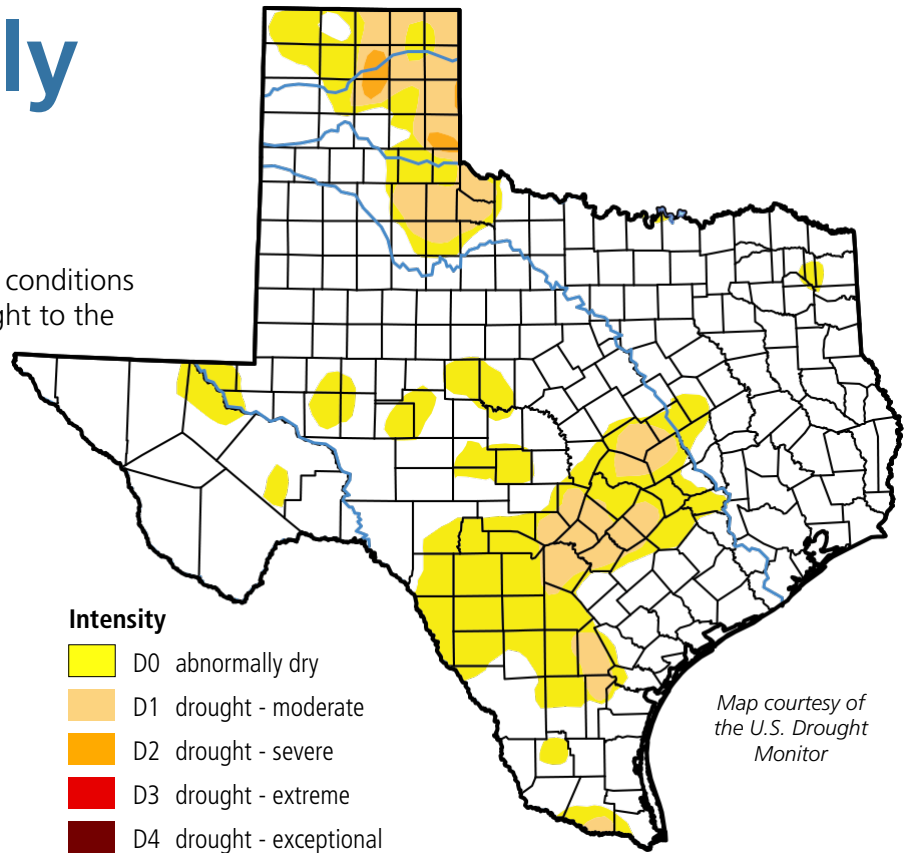 ly
conditions
ght to the
Intensity
D0 abnormally dry
D1 drought - moderate
D2 drought - severe
D3 drought - extreme
D4 drought - exceptional
Map courtesy of
the U.S. Drought
Monitor